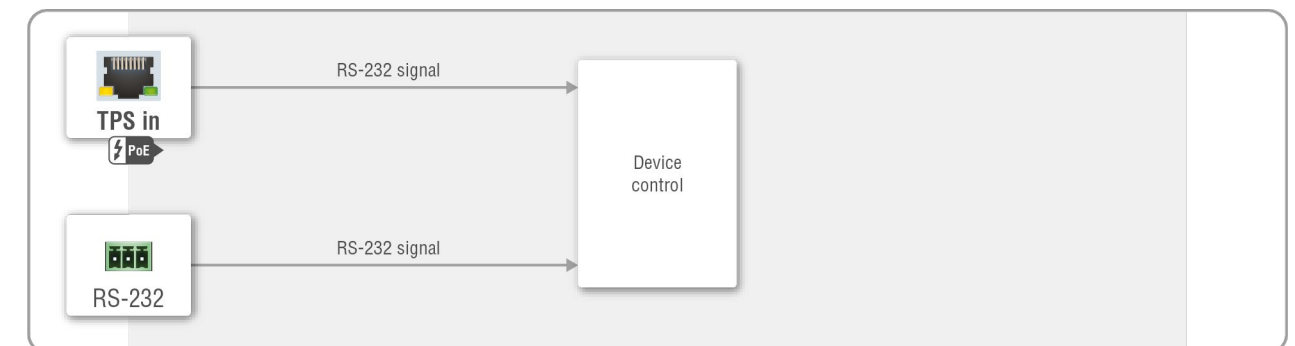 RS-232 signal
TPS in
PoE
Device
control
RS-232 signal
RS-232